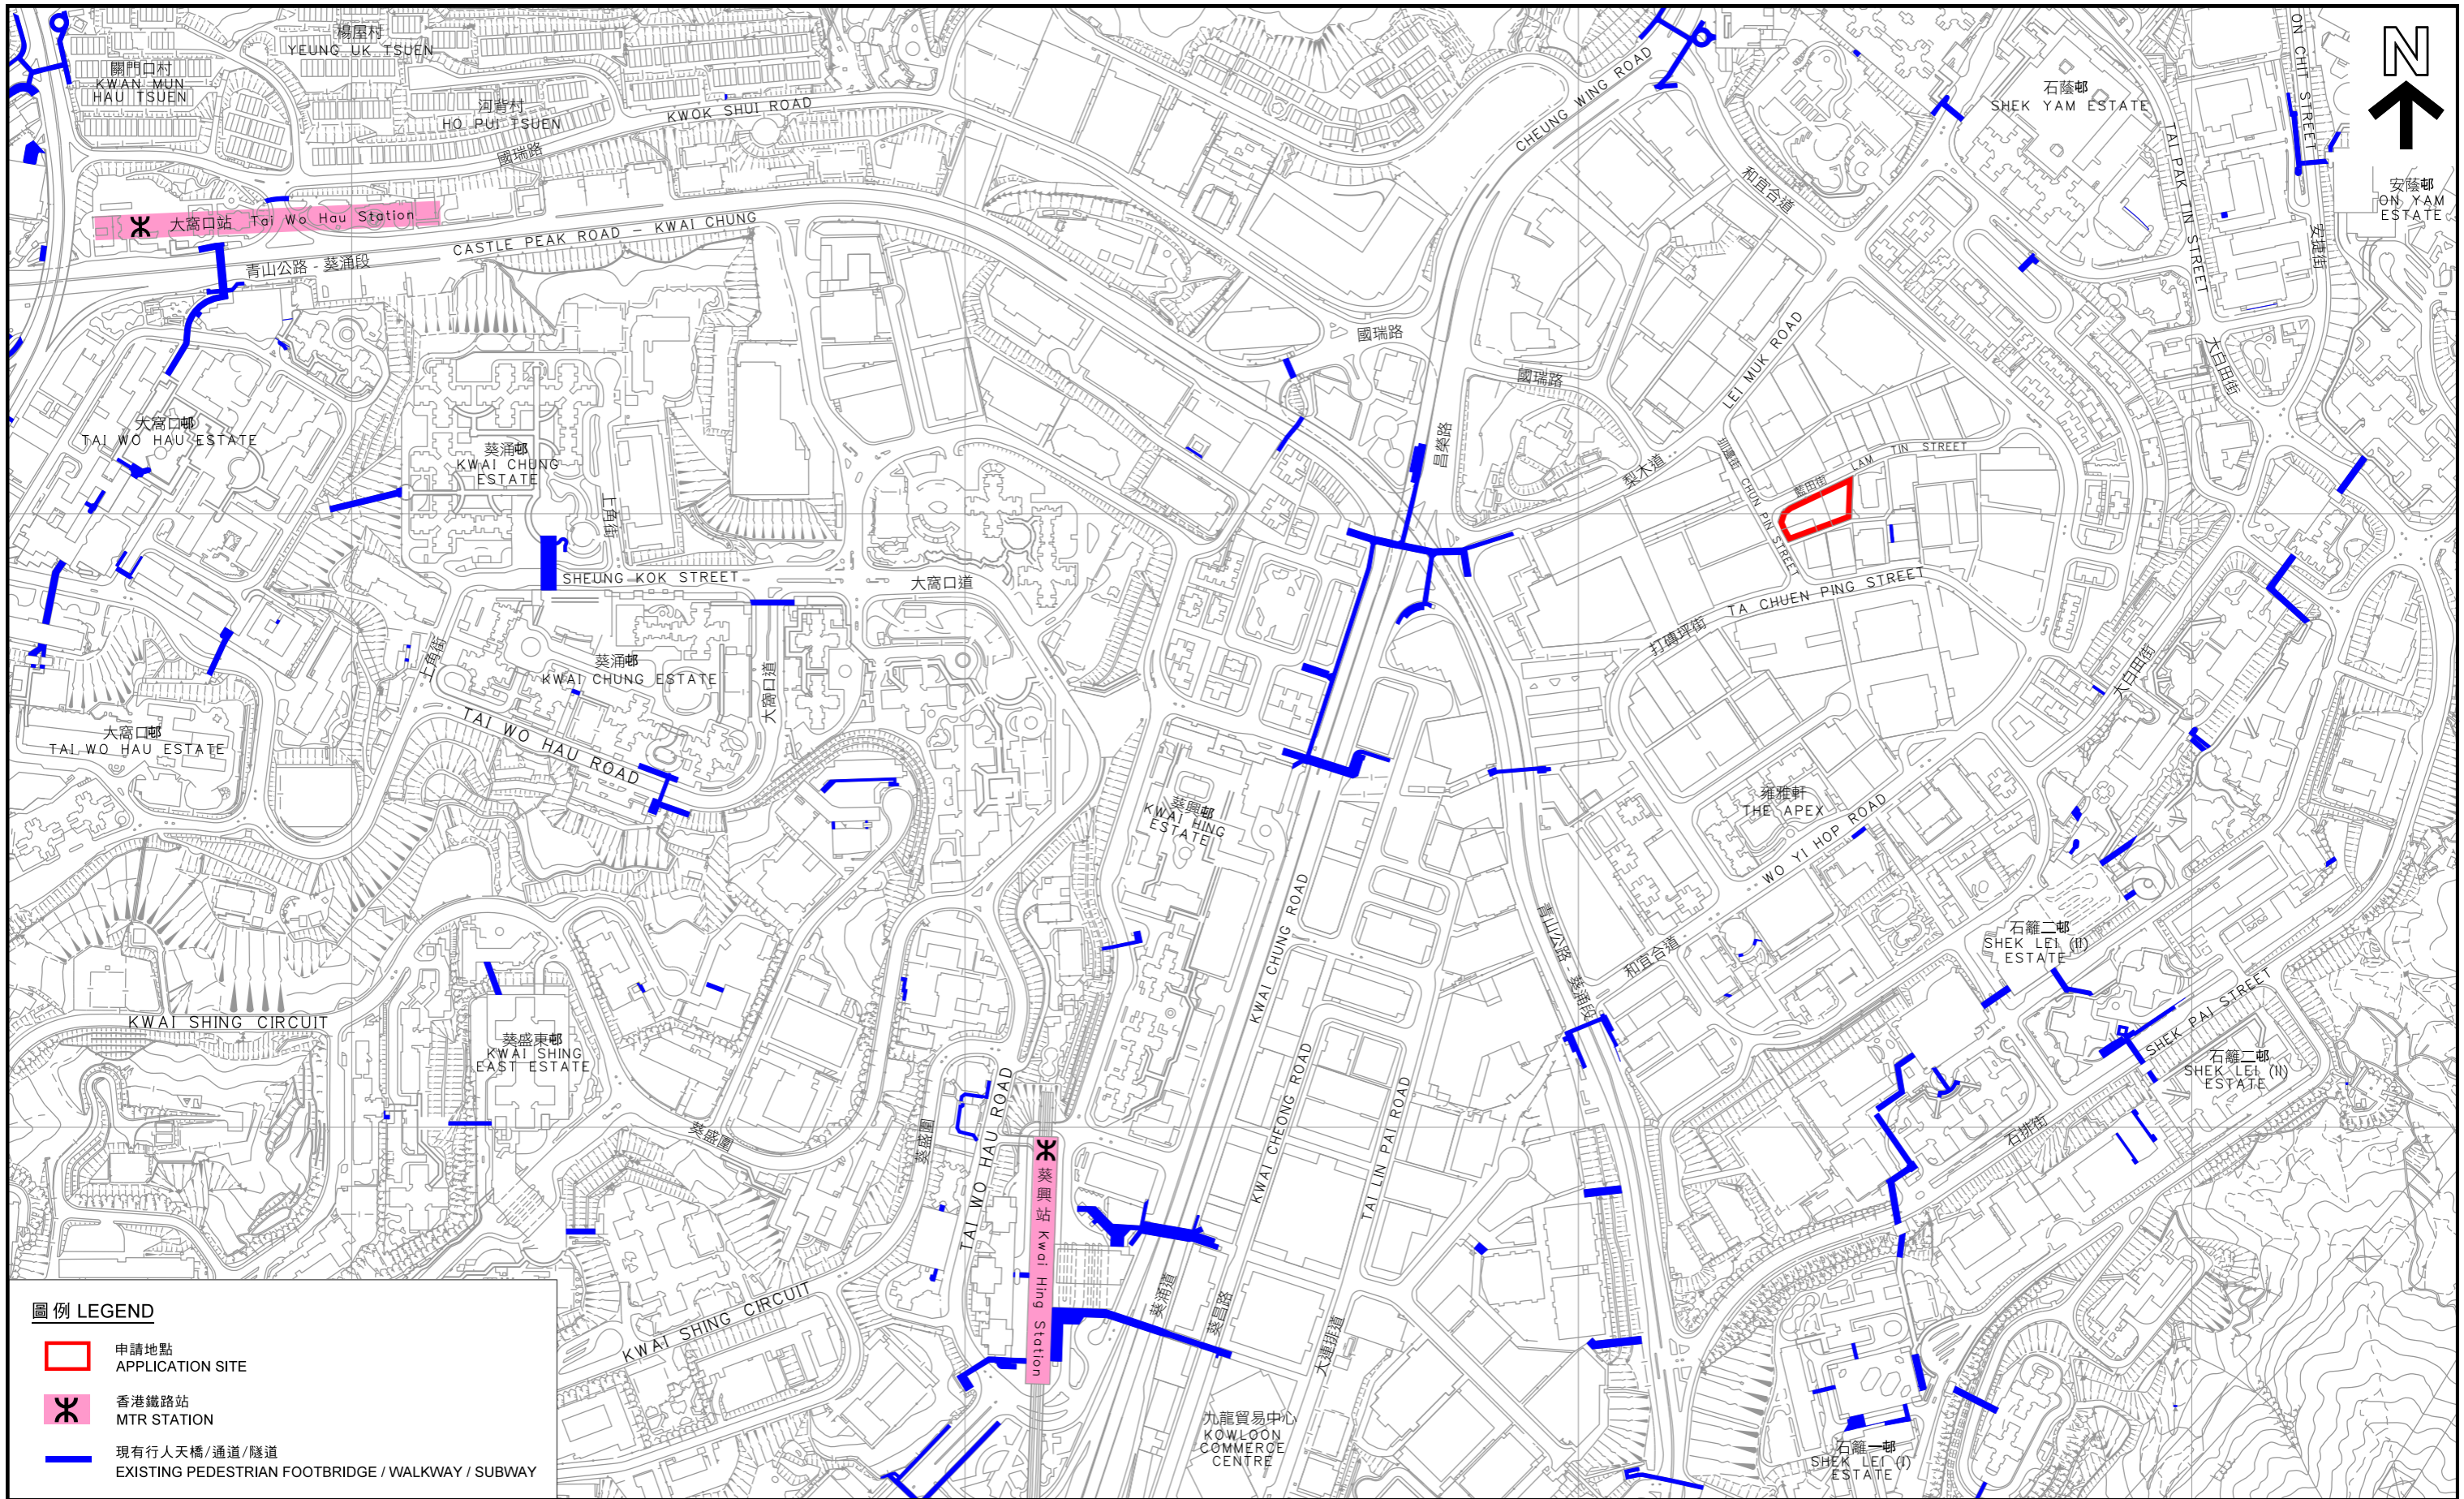 楊屋村
YEUNG UK TSUEN
關門口村
KWAN MUN
HAU TSUEN
河背村
HO PUI TSUEN
KWOK SHUI ROAD
國瑞路
大窩口站 Tai Wo Hau Station
CASTLE PEAK ROAD - KWAI CHUNG
青山公路 - 葵涌段
CHEUNG WING ROAD
和宜合道
石蔭邨
SHEK YAM ESTATE
TAI PAK TIN STREET
ON CHIT STREET
安捷街
安蔭邨
ON YAM
ESTATE
N
大白田街
國瑞路
國瑞路
昌榮路
LEI MUK ROAD
梨木道
圳邊街
CHUN PIN STREET
藍田街
LAM TIN STREET
TA CHUEN PING STREET
打磚坪街
大白田街
大窩口邨
TAI WO HAU ESTATE
葵涌邨
KWAI CHUNG
ESTATE
上角街
SHEUNG KOK STREET
大窩口道
上角街
葵涌邨
KWAI CHUNG ESTATE
大窩口道
TAI WO HAU ROAD
大窩口邨
TAI WO HAU ESTATE
葵興邨
KWAI HING
ESTATE
雍雅軒
THE APEX
WO YI HOP ROAD
和宜合道
青山公路 - 葵涌段
KWAI CHUNG ROAD
KWAI CHEONG ROAD
TAI LIN PAI ROAD
石籬二邨
SHEK LEI (II)
ESTATE
SHEK PAI STREET
石籬二邨
SHEK LEI (II)
ESTATE
石排街
KWAI SHING CIRCUIT
葵盛東邨
KWAI SHING
EAST ESTATE
葵盛圍
葵盛圍
TAI WO HAU ROAD
葵興站 Kwai Hing Station
KWAI SHING CIRCUIT
葵涌道
葵昌路
大連排道
九龍貿易中心
KOWLOON
COMMERCE
CENTRE
石籬一邨
SHEK LEI (I)
ESTATE
圖例 LEGEND
申請地點
APPLICATION SITE
香港鐵路站
MTR STATION
現有行人天橋/通道/隧道
EXISTING PEDESTRIAN FOOTBRIDGE / WALKWAY / SUBWAY